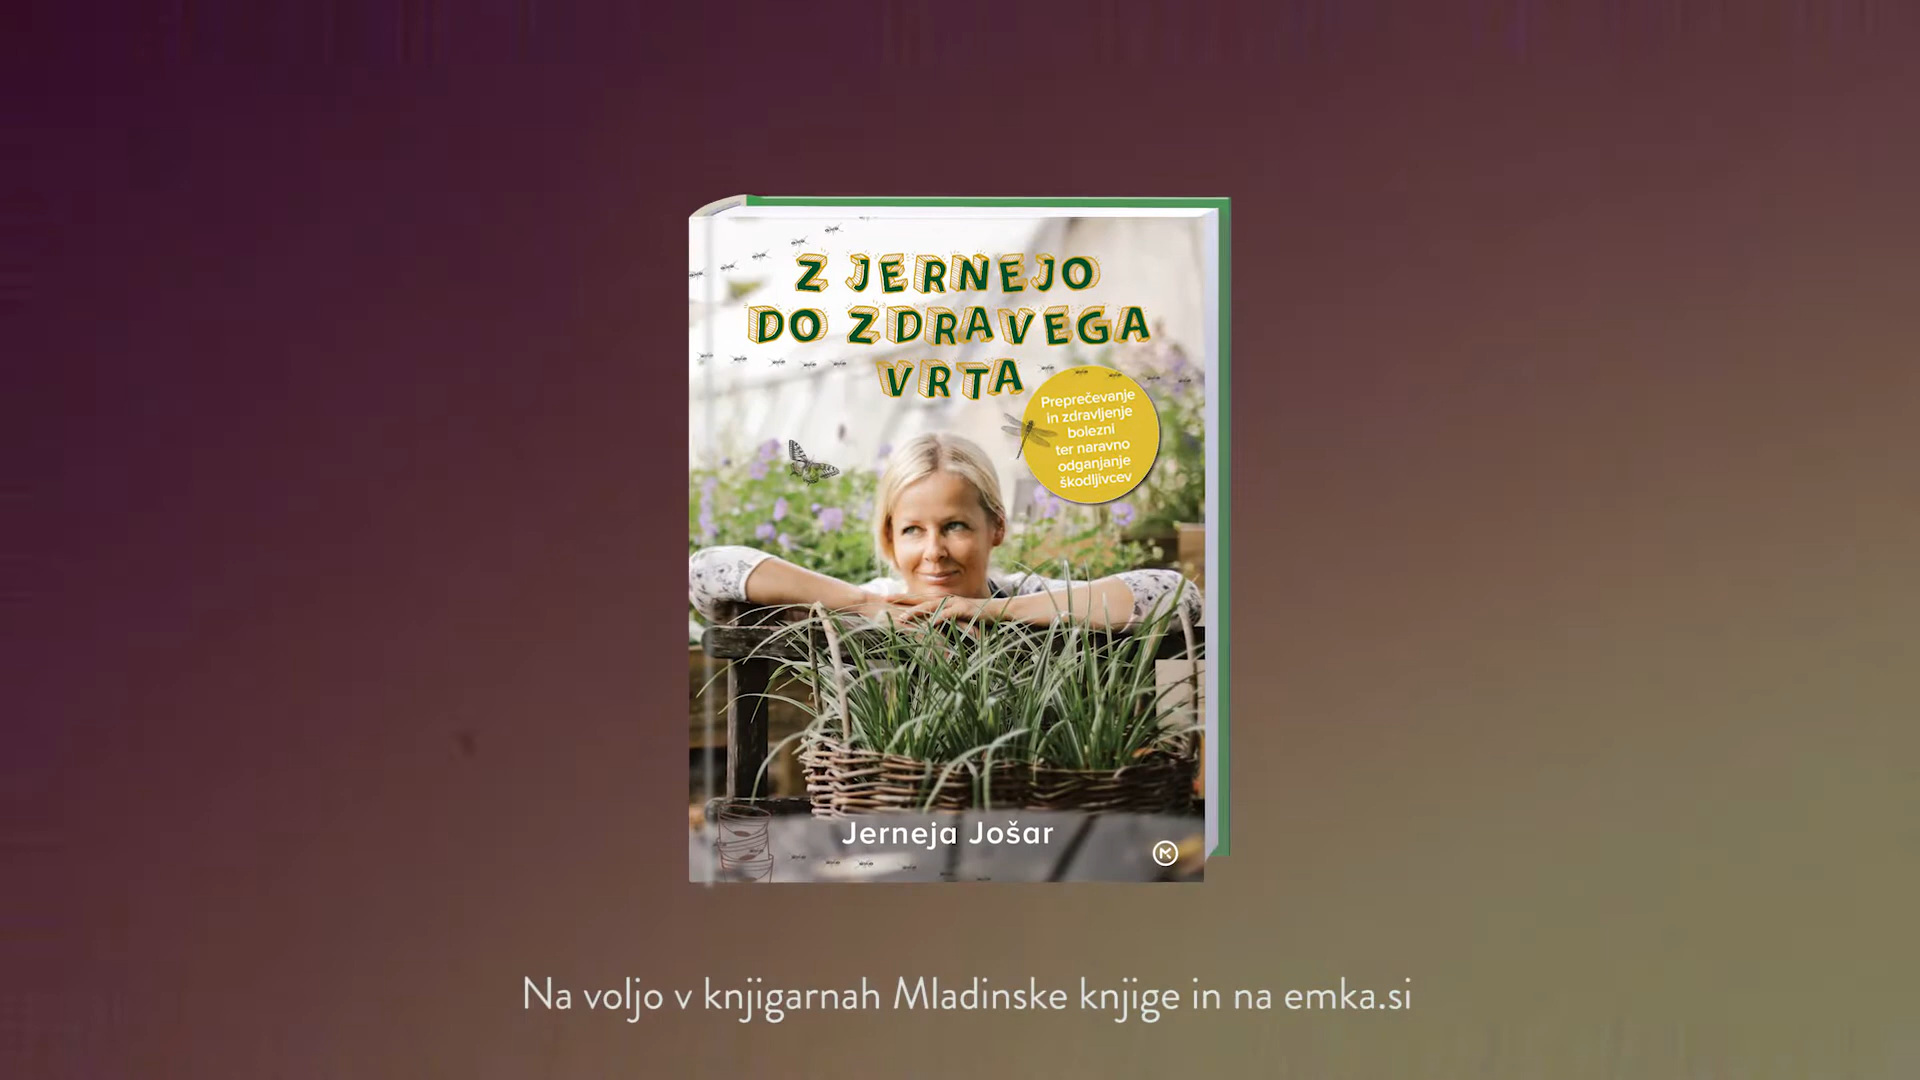 Z JERNEJO
DO ZDRAVEGA
VRTA
Preprečevanje
in zdravljenje
bolezni
ter naravno
odganjanje
škodljivcev
Jerneja Jošar
Na voljo v knjigarnah Mladinske knjige in na emka.si